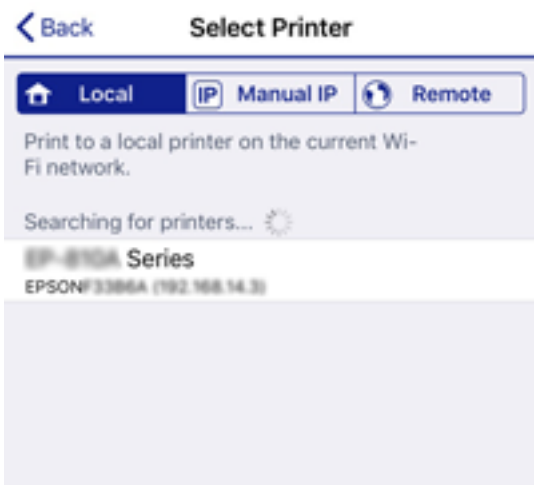 Back Select Printer
Local IP Manual IP Remote
Print to a local printer on the current Wi-
Fi network.
Searching for printers...
Series
EPSON